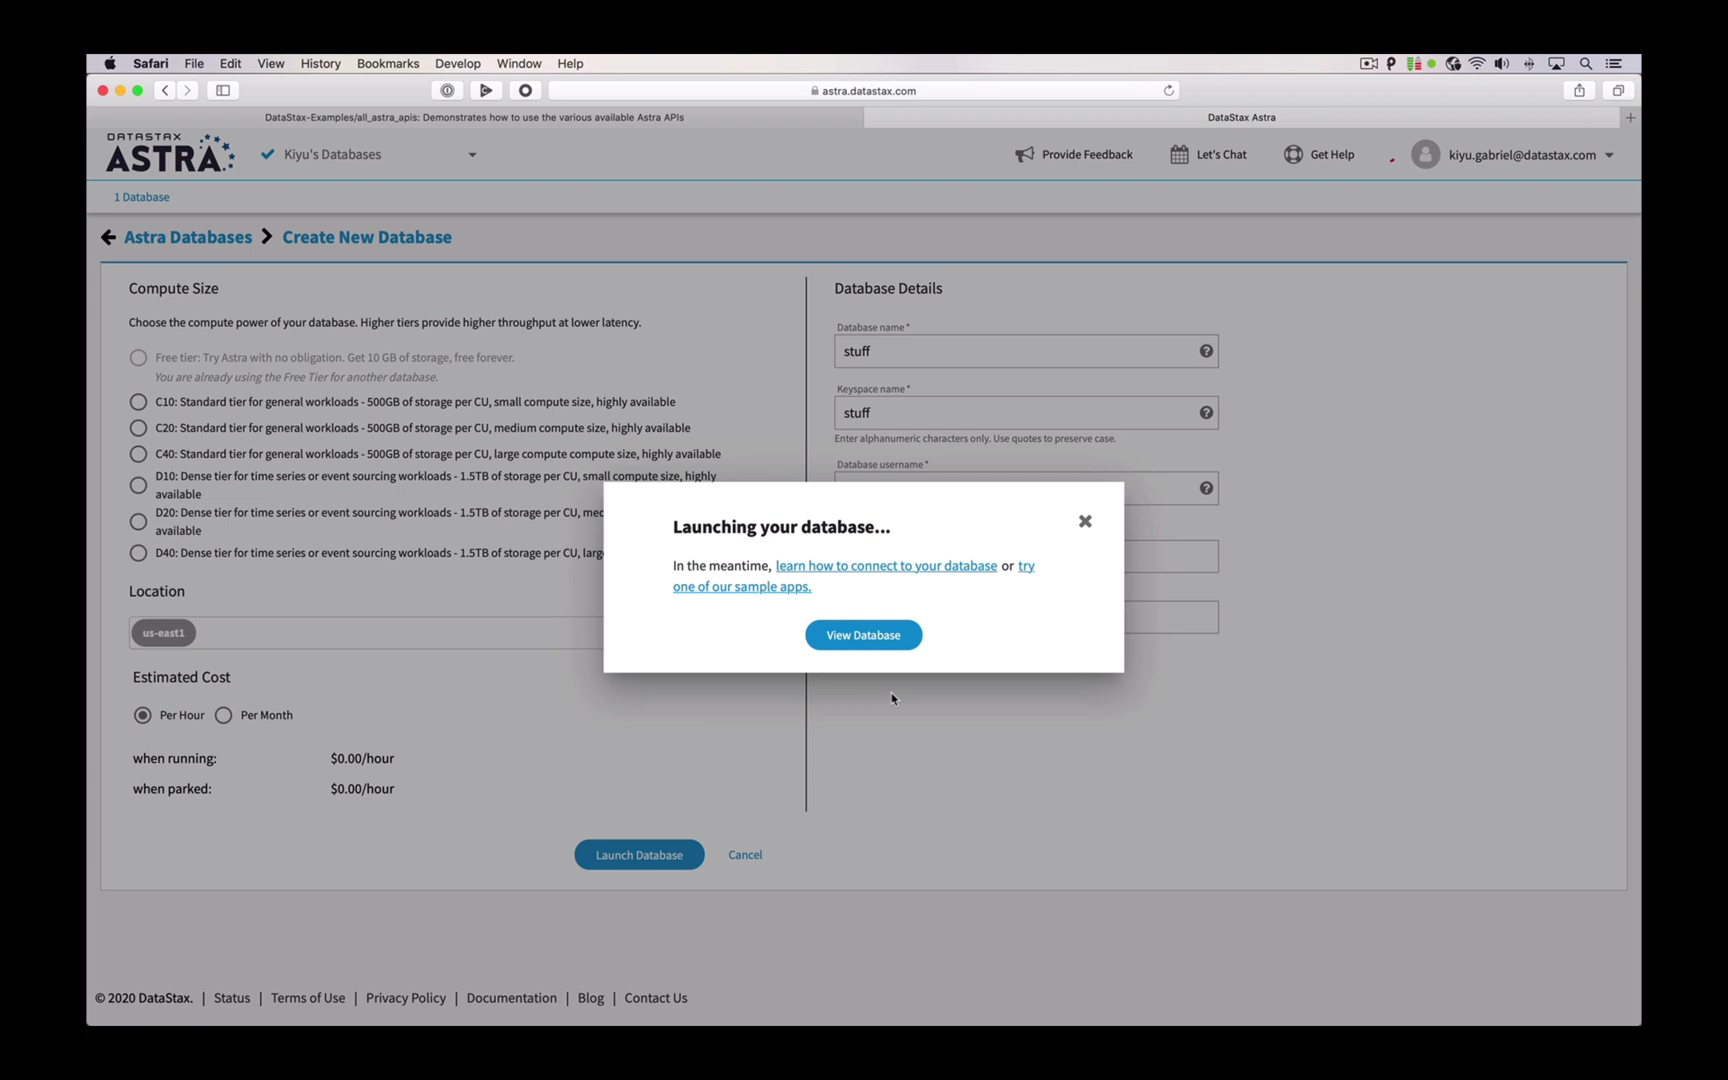 Safari File Edit View History Bookmarks Develop Window Help
astra.datastax.com
DataStax-Examples/all_astra_apis: Demonstrates how to use the various available Astra APIs
DataStax Astra
DATASTAX
ASTRA
Kiyu's Databases
Provide Feedback
Let's Chat
Get Help
kiyu.gabriel@datastax.com
1 Database
Astra Databases
Create New Database
Compute Size
Choose the compute power of your database. Higher tiers provide higher throughput at lower latency.
Free tier: Try Astra with no obligation. Get 10 GB of storage, free forever.
You are already using the Free Tier for another database.
C10: Standard tier for general workloads - 500GB of storage per CU, small compute size, highly available
C20: Standard tier for general workloads - 500GB of storage per CU, medium compute size, highly available
C40: Standard tier for general workloads - 500GB of storage per CU, large compute compute size, highly available
D10: Dense tier for time series or event sourcing workloads - 1.5TB of storage per CU, small compute size, highly
available
D20: Dense tier for time series or event sourcing workloads - 1.5TB of storage per CU,
available
D40: Dense tier for time series or event sourcing workloads - 1.5TB of storage per CU,
Location
us-east1
Estimated Cost
Per Hour
Per Month
when running: $0.00/hour
when parked: $0.00/hour
Launch Database
Cancel
Database Details
Database name *
stuff
Keyspace name *
stuff
Enter alphanumeric characters only. Use quotes to preserve case.
Database username *
Launching your database...
In the meantime, learn how to connect to your database or try
one of our sample apps.
View Database
© 2020 DataStax. | Status | Terms of Use | Privacy Policy | Documentation | Blog | Contact Us